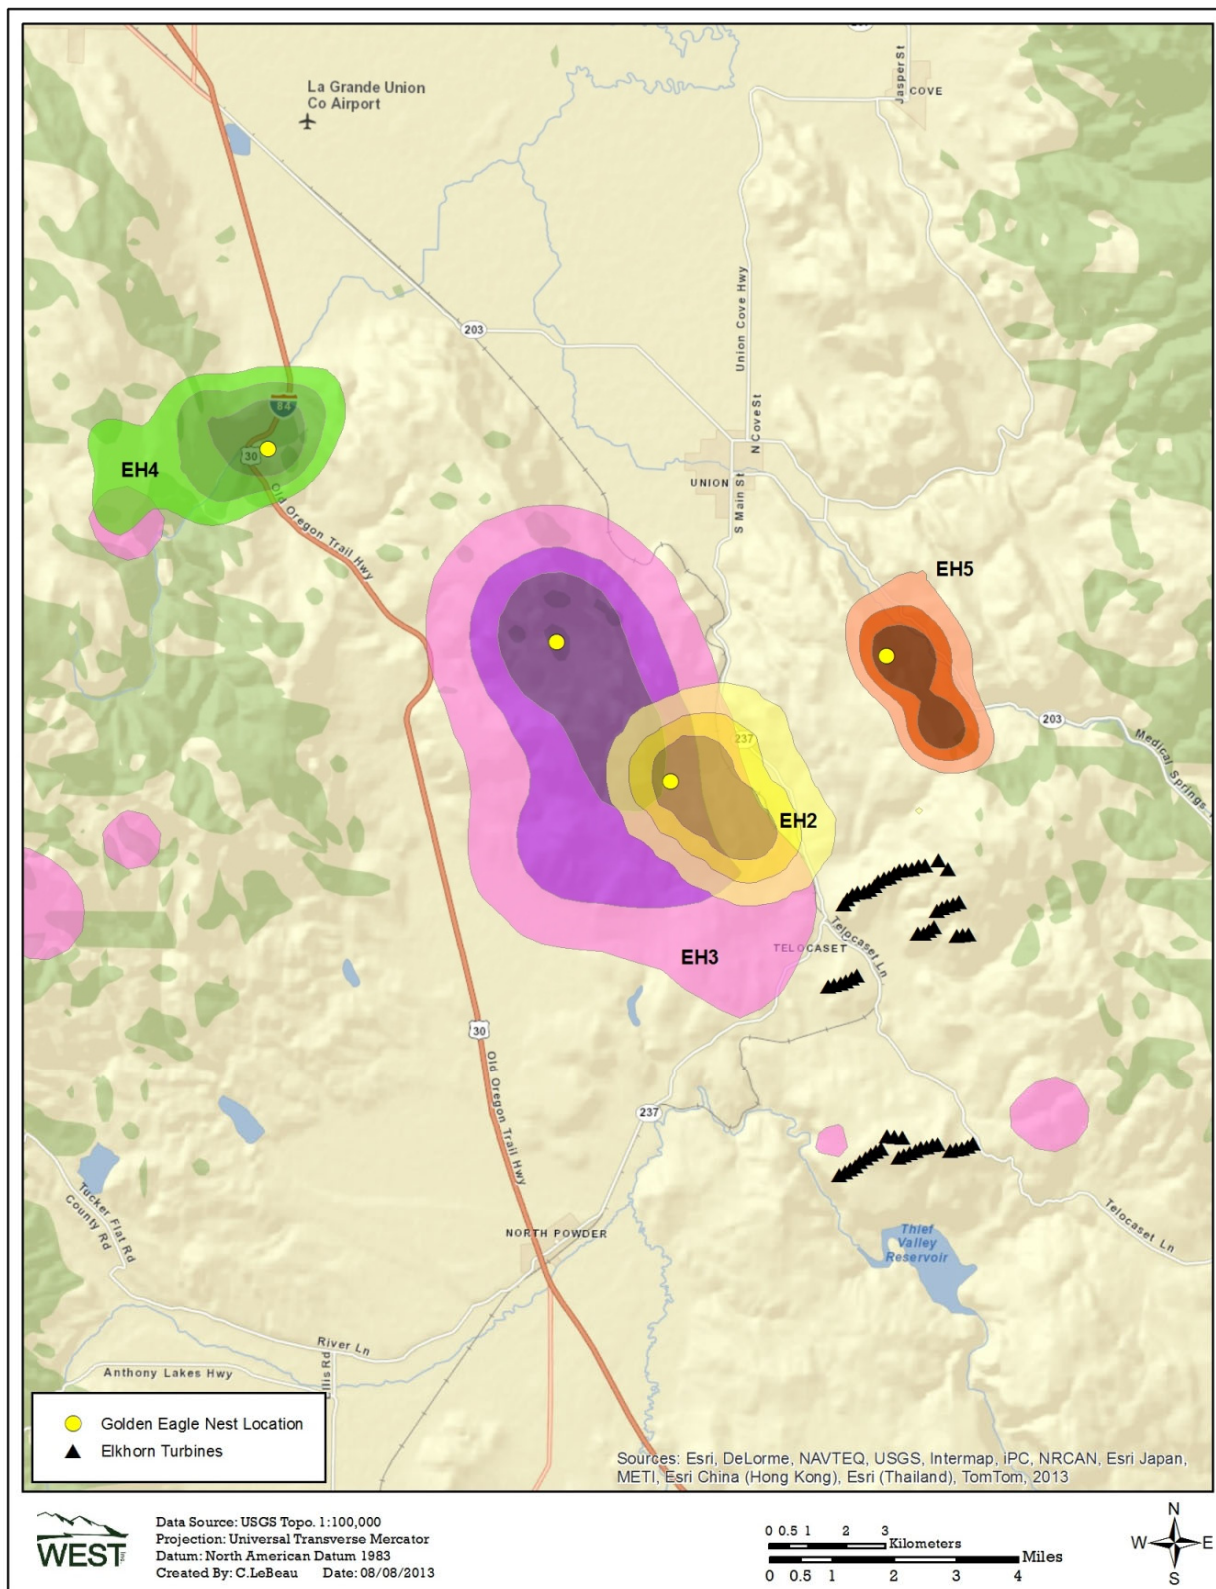 La Grande Union
Co Airport
Jasper St
COVE
203
Union Cove Hwy
84
N Cove St
EH4
30
UNION
S Main St
Old Oregon Trail Hwy
EH5
203
237
Medical Springs
EH2
Telocaset Ln
TELOCASET
EH3
30
Old Oregon Trail Hwy
237
Tucker Flat Rd
County Rd
Telocaset Ln
NORTH POWDER
Thief
Valley
Reservoir
River Ln
Anthony Lakes Hwy
Ellis Rd
Golden Eagle Nest Location
Elkhorn Turbines
Sources: Esri, DeLorme, NAVTEQ, USGS, Intermap, iPC, NRCAN, Esri Japan,
METI, Esri China (Hong Kong), Esri (Thailand), TomTom, 2013
WEST Inc.
Data Source: USGS Topo. 1:100,000
Projection: Universal Transverse Mercator
Datum: North American Datum 1983
Created By: C.LeBeau Date: 08/08/2013
0 0.5 1 2 3
Kilometers
Miles
0 0.5 1 2 3 4
N
W E
S